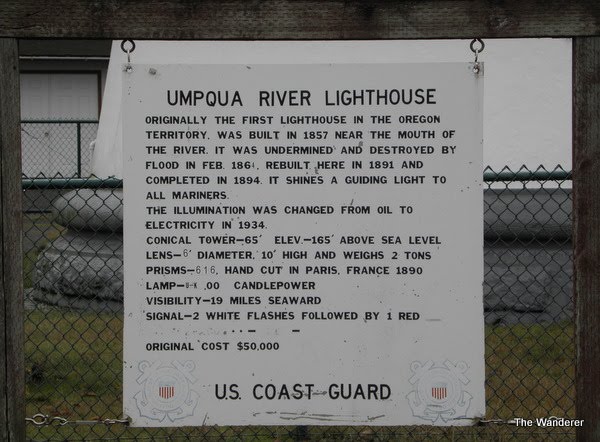 UMPQUA RIVER LIGHTHOUSE
ORIGINALLY THE FIRST LIGHTHOUSE IN THE OREGON
TERRITORY, WAS BUILT IN 1857 NEAR THE MOUTH OF
THE RIVER. IT WAS UNDERMINED AND DESTROYED BY
FLOOD IN FEB. REBUILT HERE IN 1891 AND
COMPLETED IN 1894. IT SHINES A GUIDING LIGHT TO
ALL MARINERS.
THE ILLUMINATION WAS CHANGED FROM OIL TO
ELECTRICITY IN 1934.
CONICAL TOWER-65' ELEV.-165' ABOVE SEA LEVEL
LENS-6' DIAMETER, 10' HIGH AND WEIGHS 2 TONS
PRISMS-616, HAND CUT IN PARIS, FRANCE 1890
LAMP- CANDLEPOWER
VISIBILITY-19 MILES SEAWARD
SIGNAL-2 WHITE FLASHES FOLLOWED BY 1 RED
ORIGINAL COST $50,000
U.S. COAST GUARD
The Wanderer